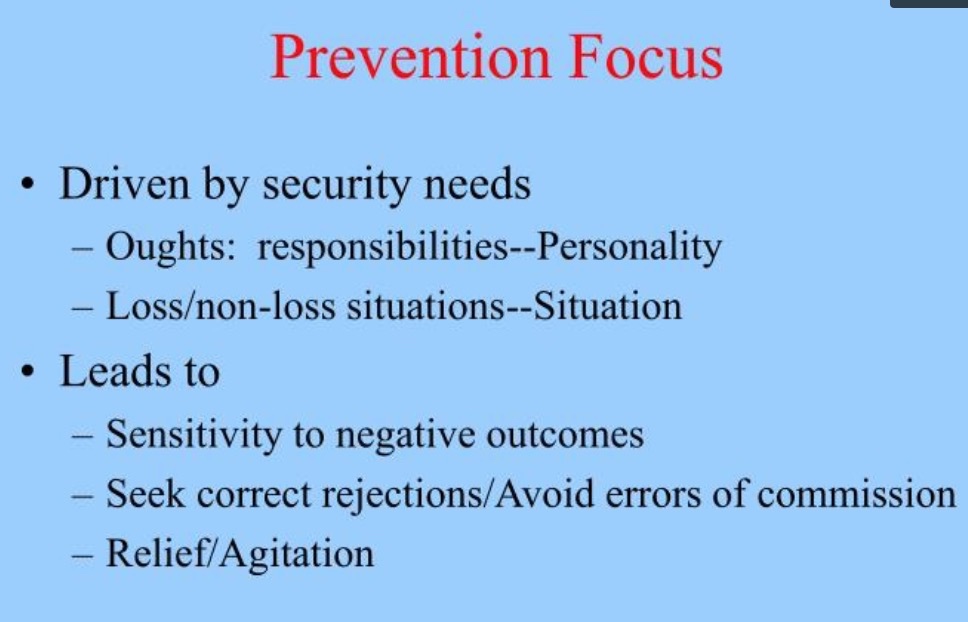 Prevention Focus
• Driven by security needs
– Oughts:  responsibilities--Personality
– Loss/non-loss situations--Situation
• Leads to
– Sensitivity to negative outcomes
– Seek correct rejections/Avoid errors of commission
– Relief/Agitation